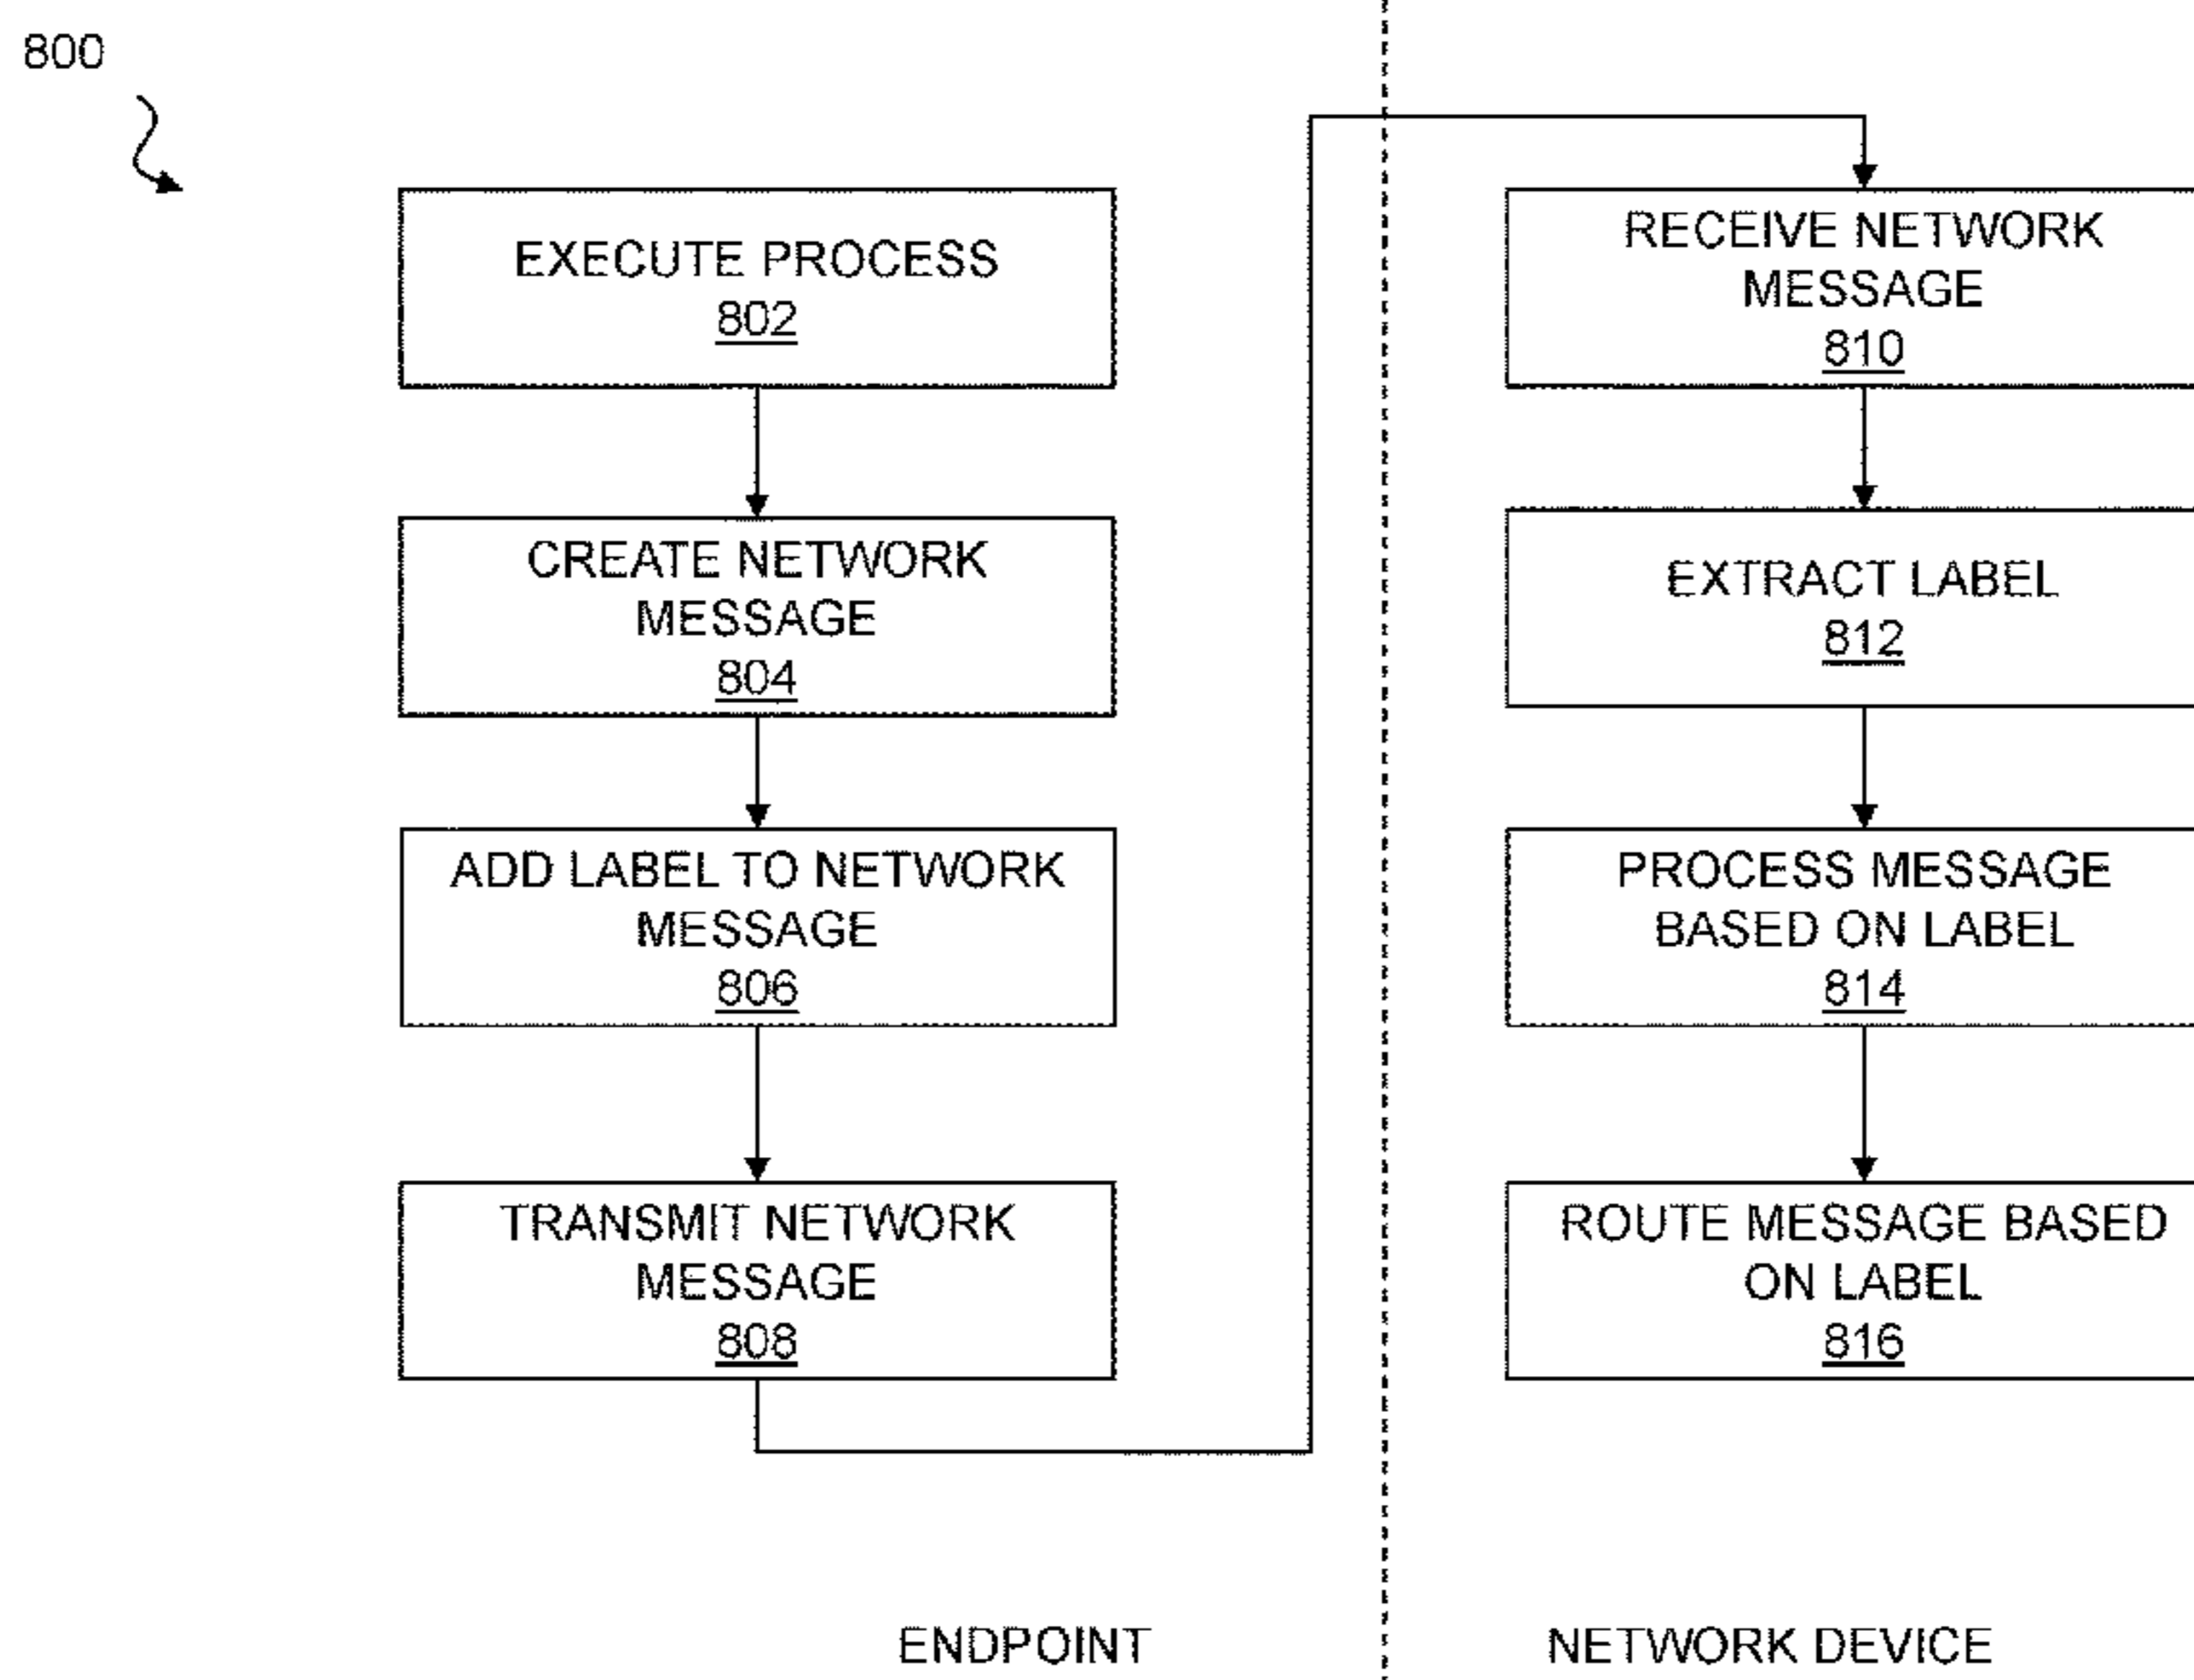 800
EXECUTE PROCESS
802
CREATE NETWORK
MESSAGE
804
ADD LABEL TO NETWORK
MESSAGE
806
TRANSMIT NETWORK
MESSAGE
808
RECEIVE NETWORK
MESSAGE
810
EXTRACT LABEL
812
PROCESS MESSAGE
BASED ON LABEL
814
ROUTE MESSAGE BASED
ON LABEL
816
ENDPOINT
NETWORK DEVICE